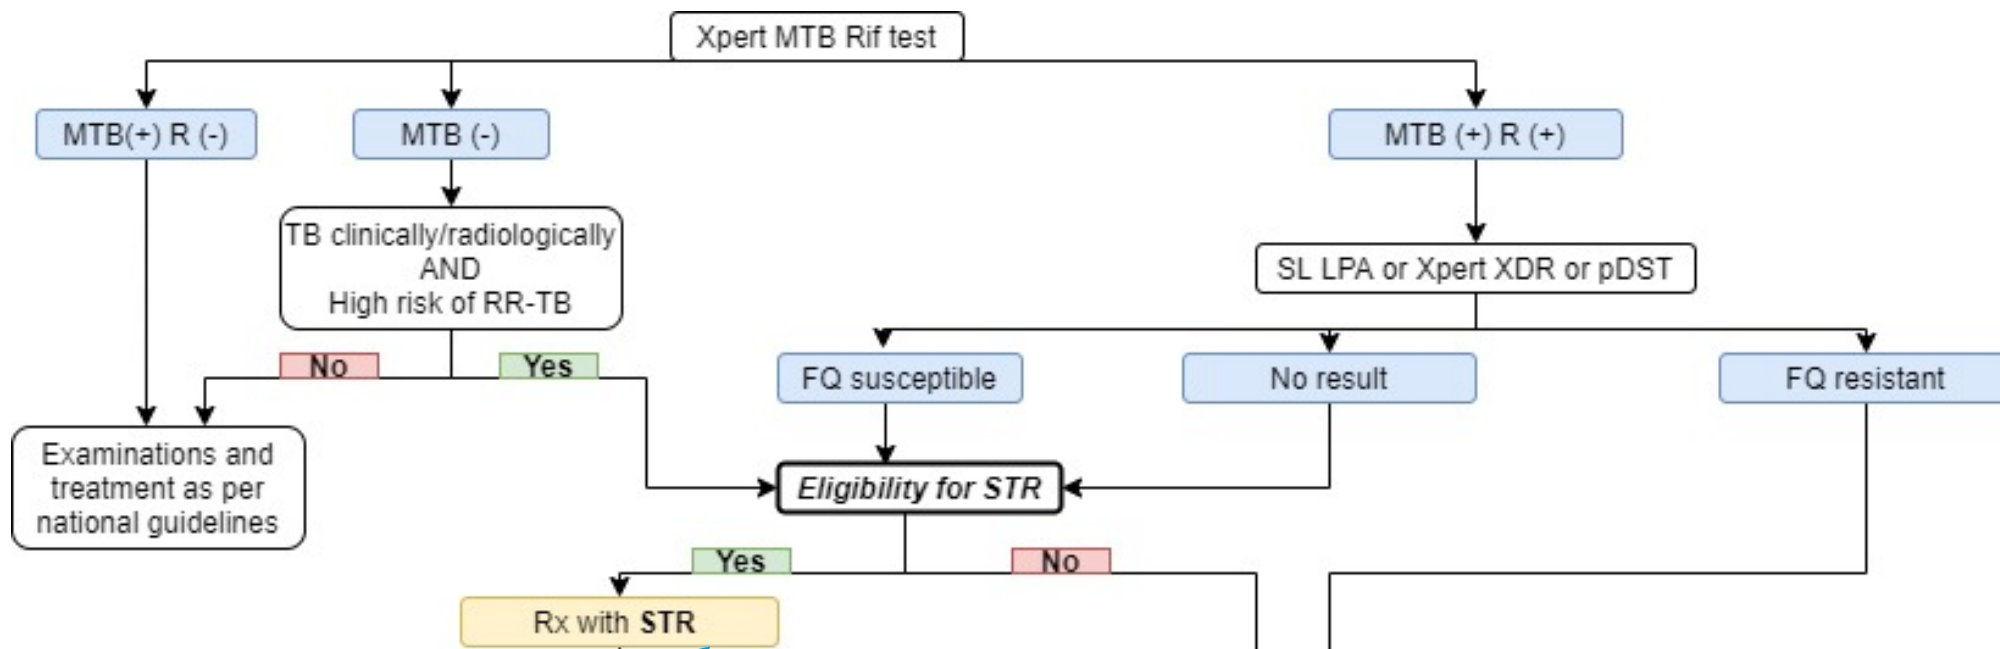 Xpert MTB Rif test
MTB(+) R (-)
MTB (-)
MTB (+) R (+)
TB clinically/radiologically
AND
High risk of RR-TB
SL LPA or Xpert XDR or pDST
No
Yes
FQ susceptible
No result
FQ resistant
Examinations and
treatment as per
national guidelines
Eligibility for STR
Yes
No
Rx with STR